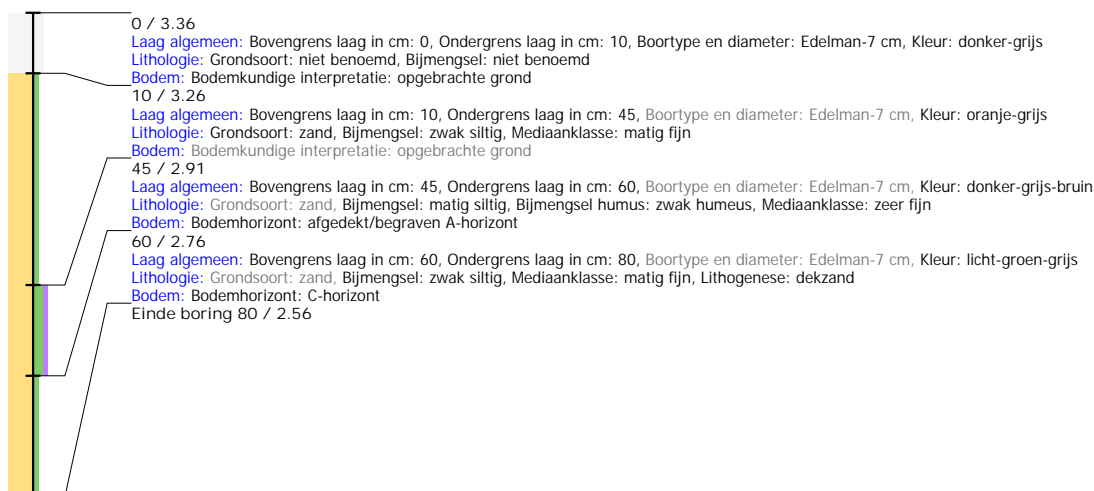 0 / 3.36
Laag algemeen: Bovengrens laag in cm: 0, Ondergrens laag in cm: 10, Boortype en diameter: Edelman-7 cm, Kleur: donker-grijs
Lithologie: Grondsoort: niet benoemd, Bijmengsel: niet benoemd
Bodem: Bodemkundige interpretatie: opgebrachte grond
10 / 3.26
Laag algemeen: Bovengrens laag in cm: 10, Ondergrens laag in cm: 45, Boortype en diameter: Edelman-7 cm, Kleur: oranje-grijs
Lithologie: Grondsoort: zand, Bijmengsel: zwak siltig, Mediaanklasse: matig fijn
Bodem: Bodemkundige interpretatie: opgebrachte grond
45 / 2.91
Laag algemeen: Bovengrens laag in cm: 45, Ondergrens laag in cm: 60, Boortype en diameter: Edelman-7 cm, Kleur: donker-grijs-bruin
Lithologie: Grondsoort: zand, Bijmengsel: matig siltig, Bijmengsel humus: zwak humeus, Mediaanklasse: zeer fijn
Bodem: Bodemhorizont: afgedekt/begraven A-horizont
60 / 2.76
Laag algemeen: Bovengrens laag in cm: 60, Ondergrens laag in cm: 80, Boortype en diameter: Edelman-7 cm, Kleur: licht-groen-grijs
Lithologie: Grondsoort: zand, Bijmengsel: zwak siltig, Mediaanklasse: matig fijn, Lithogenese: dekzand
Bodem: Bodemhorizont: C-horizont
Einde boring 80 / 2.56